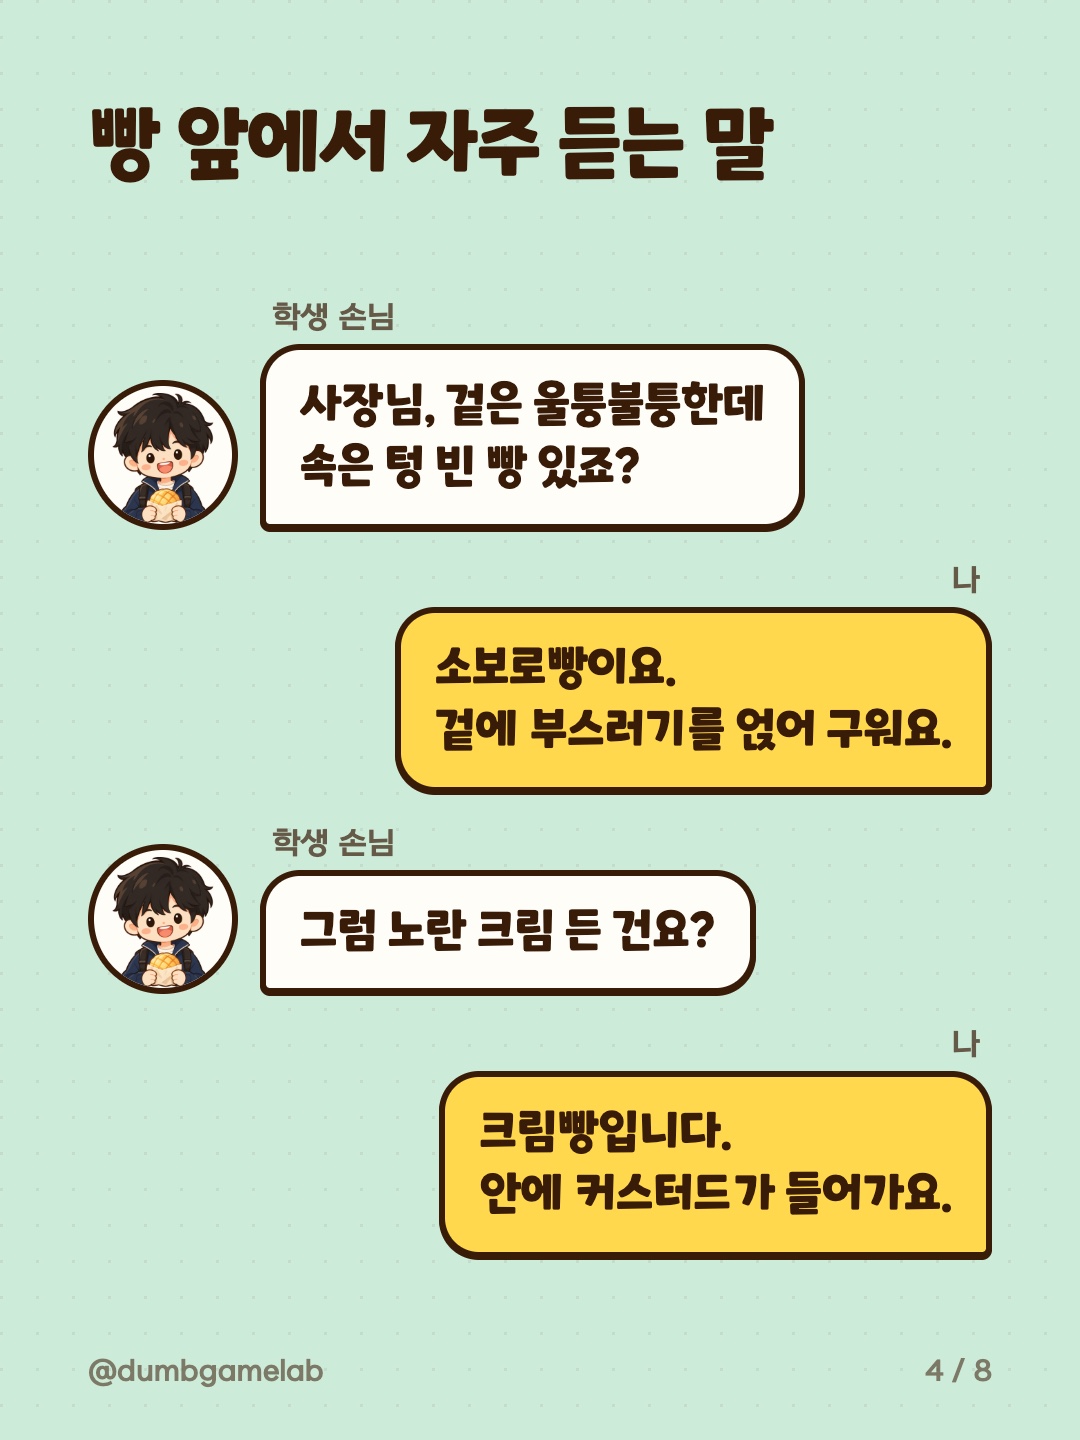 빵 앞에서 자주 듣는 말
학생 손님
사장님, 겉은 울퉁불퉁한데
속은 텅 빈 빵 있죠?
나
소보로빵이요.
겉에 부스러기를 얹어 구워요.
학생 손님
그럼 노란 크림 든 건요?
나
크림빵입니다.
안에 커스터드가 들어가요.
@dumbgamelab
4 / 8